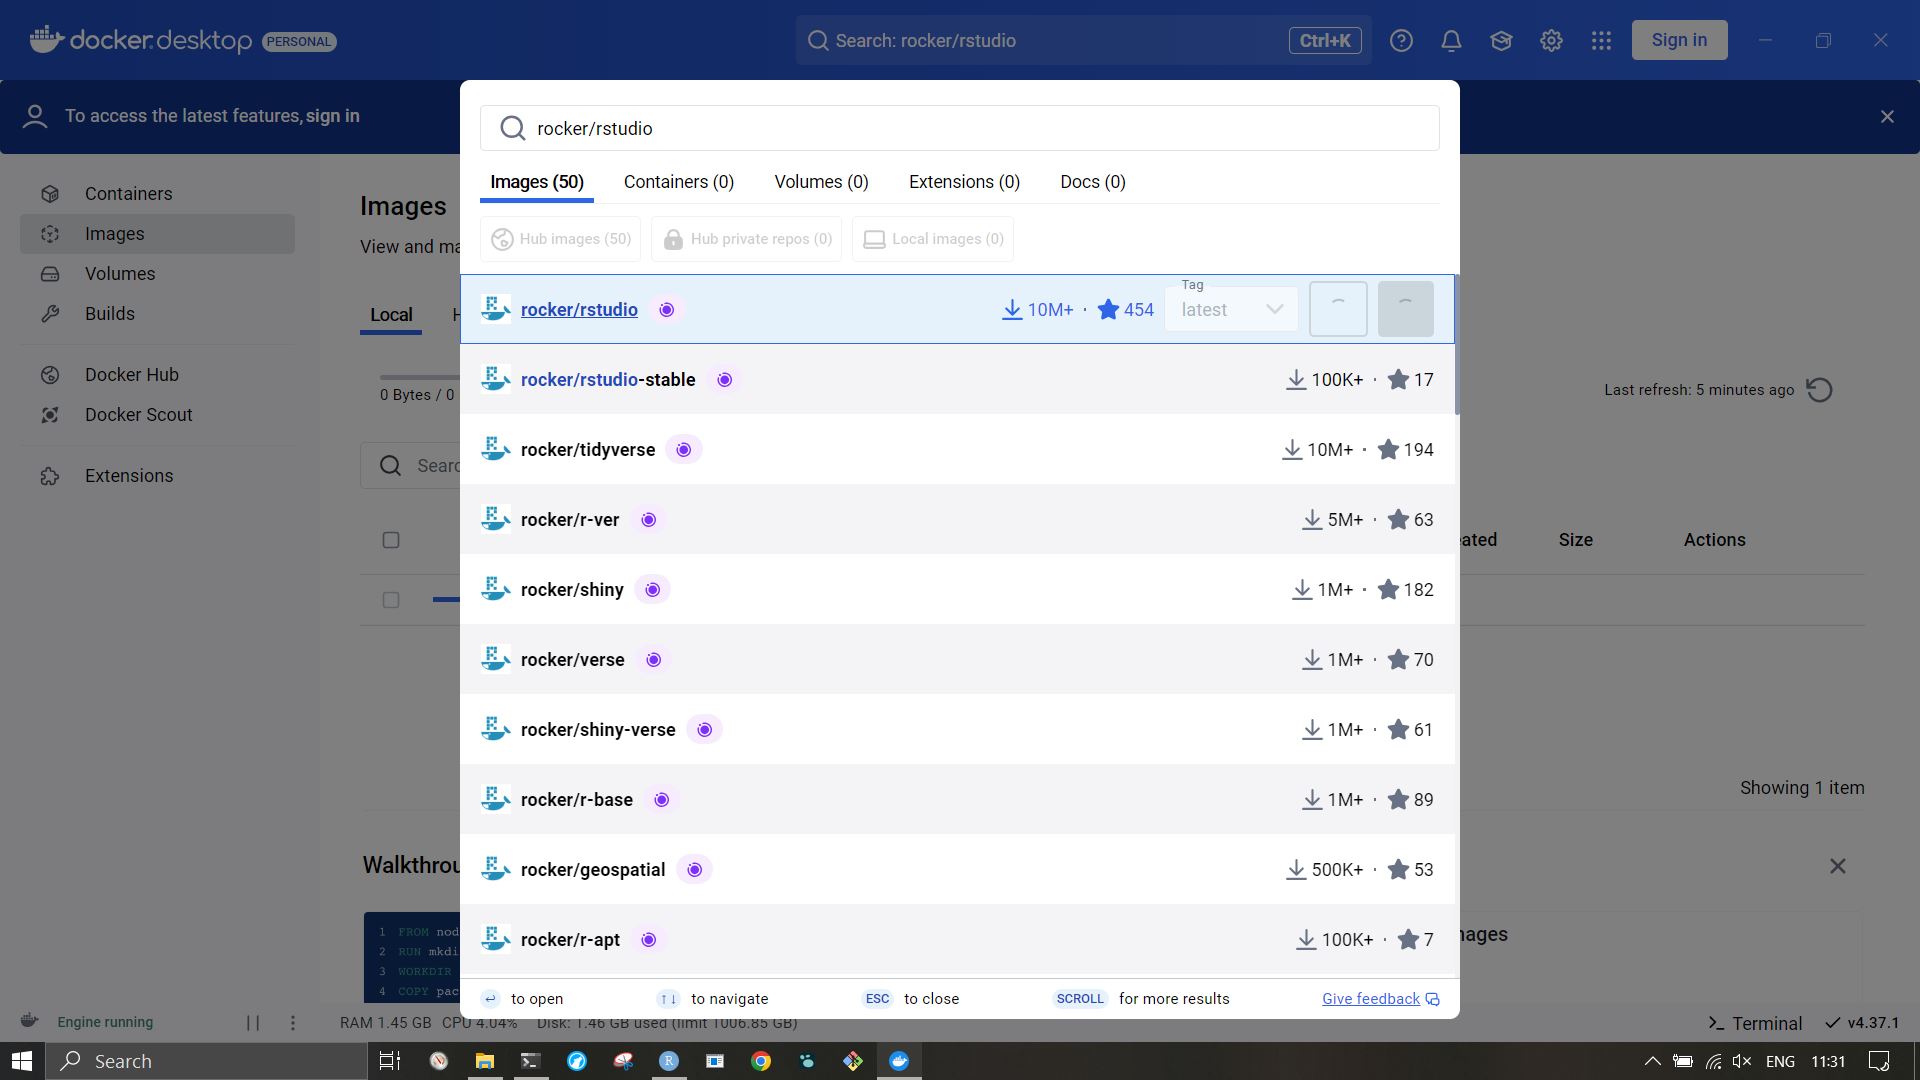 docker.desktop PERSONAL
Search: rocker/rstudio
Ctrl+K
Sign in
To access the latest features, sign in
rocker/rstudio
Images (50)
Containers (0)
Volumes (0)
Extensions (0)
Docs (0)
Hub images (50)
Hub private repos (0)
Local images (0)
Containers
Images
Volumes
Builds
Docker Hub
Docker Scout
Extensions
Images
View and ma
Local
H
0 Bytes / 0
Last refresh: 5 minutes ago
Searc
eated
Size
Actions
Showing 1 item
rocker/rstudio
10M+ · 454
Tag
latest
rocker/rstudio-stable
100K+ · 17
rocker/tidyverse
10M+ · 194
rocker/r-ver
5M+ · 63
rocker/shiny
1M+ · 182
rocker/verse
1M+ · 70
rocker/shiny-verse
1M+ · 61
rocker/r-base
1M+ · 89
rocker/geospatial
500K+ · 53
rocker/r-apt
100K+ · 7
Walkthrou
1 FROM nod
2 RUN mkdi
3 WORKDIR
4 COPY pac
nages
to open
to navigate
ESC to close
SCROLL for more results
Give feedback
Engine running
RAM 1.45 GB CPU 4.04% Disk: 1.46 GB used (limit 1006.85 GB)
Terminal
v4.37.1
Search
ENG
11:31